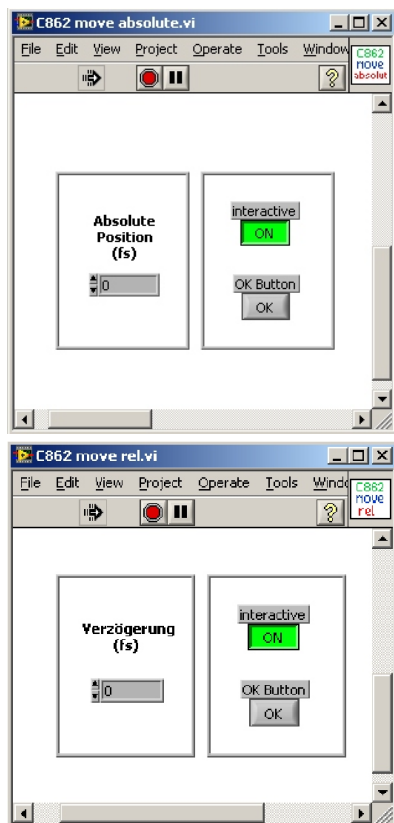 C862 move absolute.vi
File Edit View Project Operate Tools Window
C862
move
absolut
Absolute
Position
(fs)
0
interactive
ON
OK Button
OK
C862 move rel.vi
File Edit View Project Operate Tools Windo
C862
move
rel
Verzögerung
(fs)
0
interactive
ON
OK Button
OK